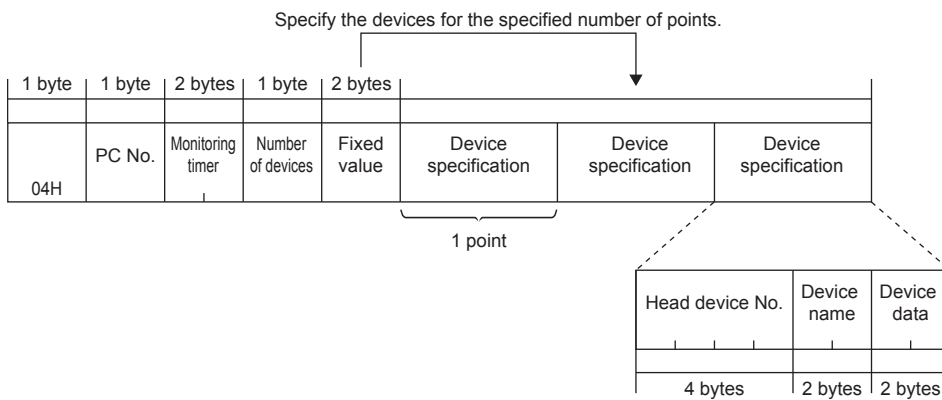 Specify the devices for the specified number of points.
1 byte 1 byte 2 bytes 1 byte 2 bytes
04H
PC No.
Monitoring
timer
Number
of devices
Fixed
value
Device
specification
Device
specification
Device
specification
1 point
Head device No.
Device
name
Device
data
4 bytes 2 bytes 2 bytes